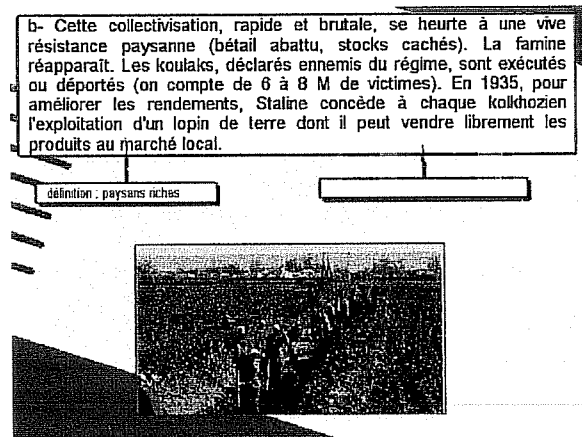 b- Cette collectivisation, rapide et brutale, se heurte à une vive
résistance paysanne (bétail abattu, stocks cachés). La famine
réapparaît. Les koulaks, déclarés ennemis du régime, sont exécutés
ou déportés (on compte de 6 à 8 M de victimes). En 1935, pour
améliorer les rendements, Staline concède à chaque kolkhozien
l'exploitation d'un lopin de terre dont il peut vendre librement les
produits au marché local.
définition : paysans riches